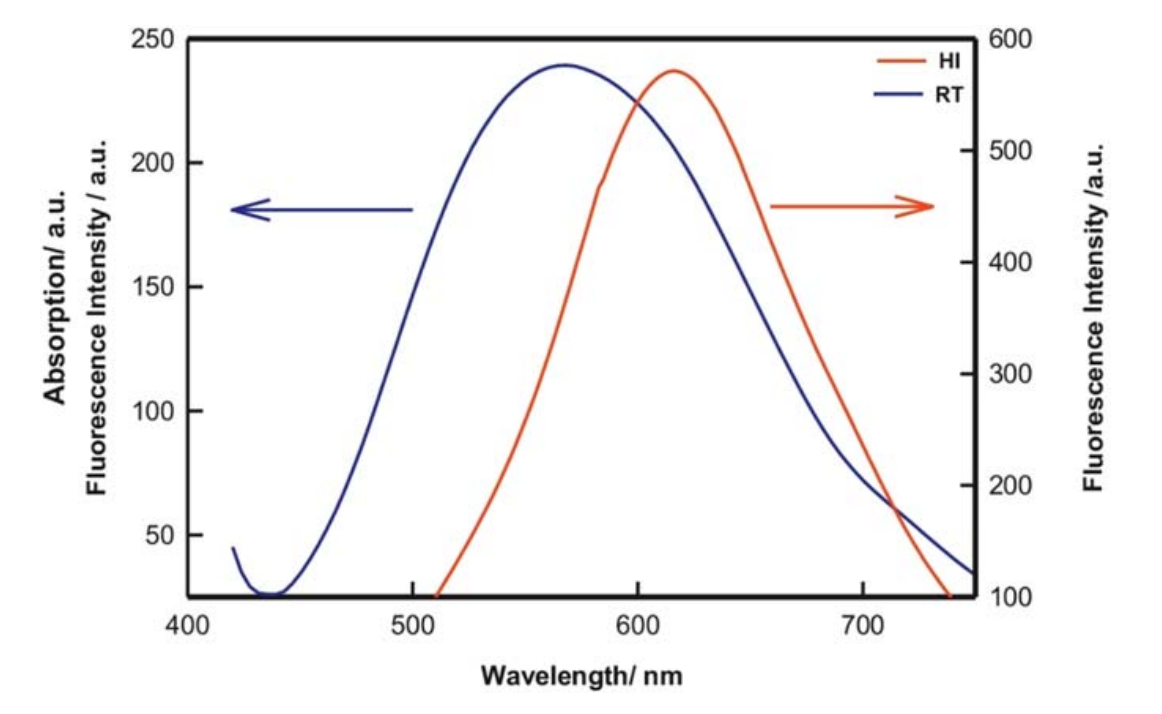 250
200
150
100
50
600
500
400
300
200
100
400
500
600
700
HI
RT
Absorption/ a.u.
Fluorescence Intensity / a.u.
Fluorescence Intensity /a.u.
Wavelength/ nm